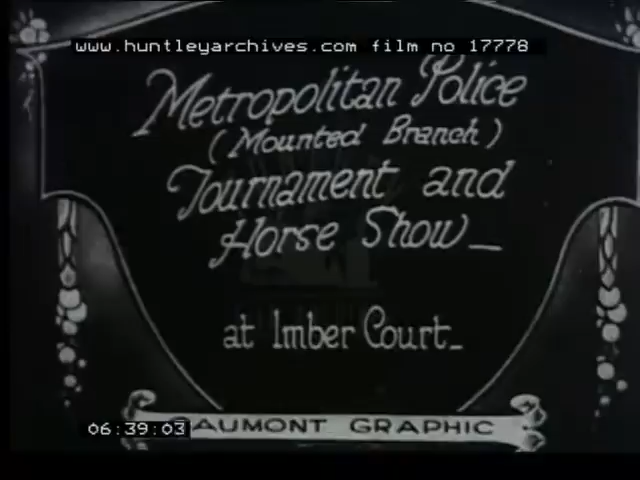 www.huntleyarchives.com film no 17778
Metropolitan Police
(Mounted Branch)
Tournament and
Horse Show_
at Imber Court_
06:39:03
AUMONT GRAPHIC